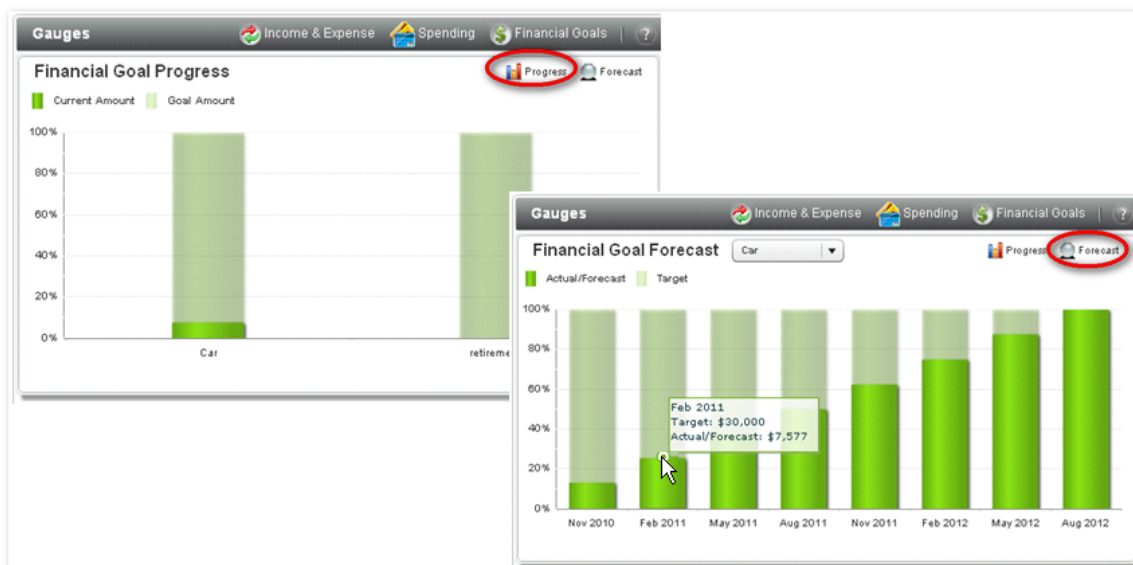 Gauges Income & Expense Spending Financial Goals | ?
Financial Goal Progress Progress Forecast
Current Amount Goal Amount
100%
80%
60%
40%
20%
0%
Car
Gauges Income & Expense Spending Financial Goals | ?
Financial Goal Forecast Car Progress Forecast
Actual/Forecast Target
100%
80%
60%
40%
20%
0%
Feb 2011
Target: $30,000
Actual/Forecast: $7,577
Nov 2010 Feb 2011 May 2011 Aug 2011 Nov 2011 Feb 2012 May 2012 Aug 2012